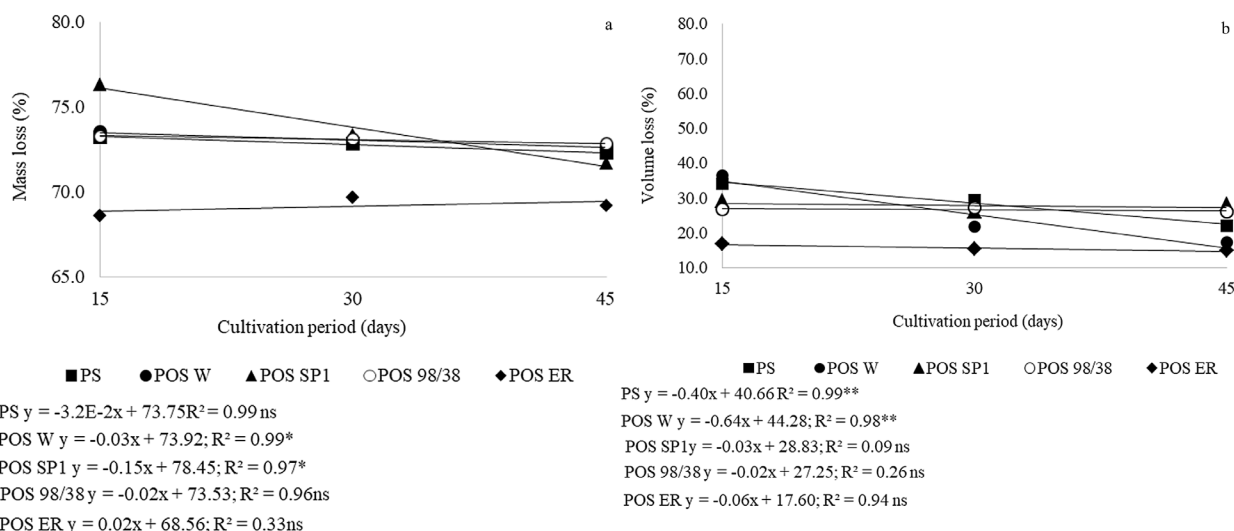 a
80.0
75.0
70.0
65.0
Mass loss (%)
15 30 45
Cultivation period (days)
PS POS W POS SP1 POS 98/38 POS ER
PS y = -3.2E-2x + 73.75R² = 0.99 ns
POS W y = -0.03x + 73.92; R² = 0.99*
POS SP1 y = -0.15x + 78.45; R² = 0.97*
POS 98/38 y = -0.02x + 73.53; R² = 0.96ns
POS ER y = 0.02x + 68.56; R² = 0.33ns
b
80.0
70.0
60.0
50.0
40.0
30.0
20.0
10.0
Volume loss (%)
15 30 45
Cultivation period (days)
PS POS W POS SP1 POS 98/38 POS ER
PS y = -0.40x + 40.66 R² = 0.99**
POS W y = -0.64x + 44.28; R² = 0.98**
POS SP1y = -0.03x + 28.83; R² = 0.09 ns
POS 98/38 y = -0.02x + 27.25; R² = 0.26 ns
POS ER y = -0.06x + 17.60; R² = 0.94 ns